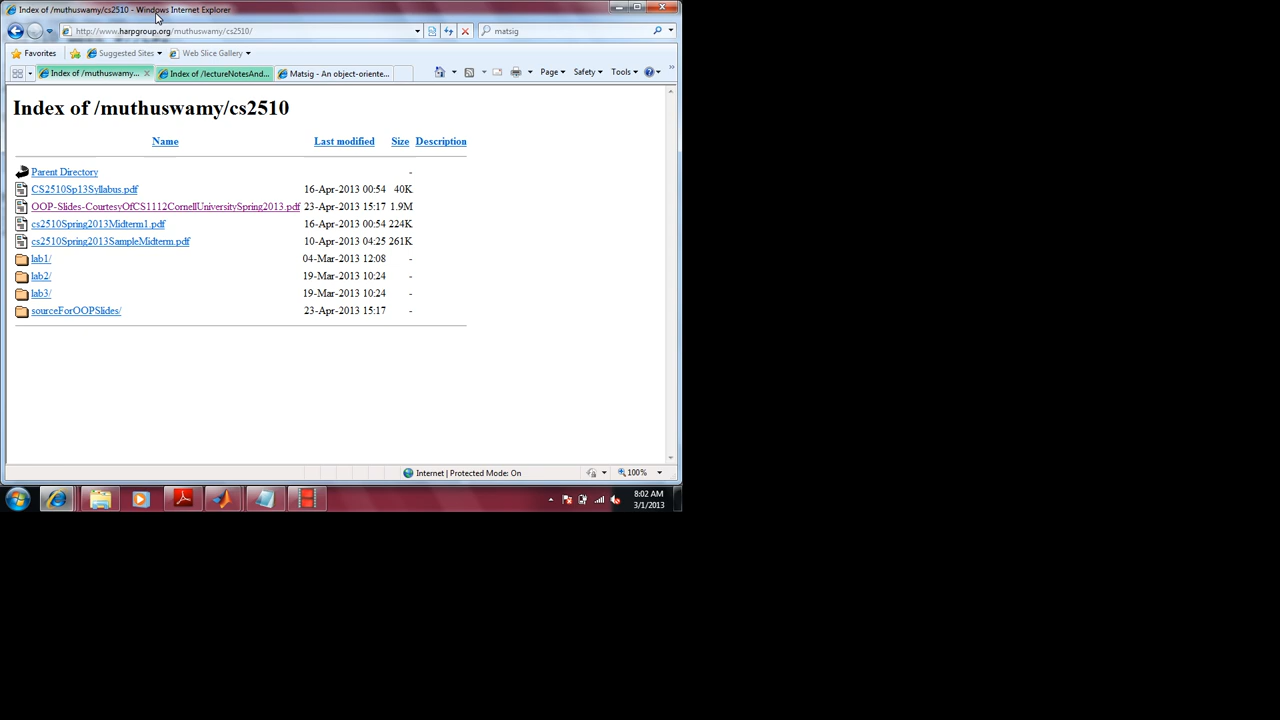 Index of /muthuswamy/cs2510 - Windows Internet Explorer
http://www.harpgroup.org/muthuswamy/cs2510/
matsig
Favorites Suggested Sites Web Slice Gallery
Index of /muthuswamy... Index of /lectureNotesAnd... Matsig - An object-oriente... Page Safety Tools
Index of /muthuswamy/cs2510
Name Last modified Size Description
Parent Directory -
CS2510Sp13Syllabus.pdf 16-Apr-2013 00:54 40K
OOP-Slides-CourtesyOfCS1112CornellUniversitySpring2013.pdf 23-Apr-2013 15:17 1.9M
cs2510Spring2013Midterm1.pdf 16-Apr-2013 00:54 224K
cs2510Spring2013SampleMidterm.pdf 10-Apr-2013 04:25 261K
lab1/ 04-Mar-2013 12:08 -
lab2/ 19-Mar-2013 10:24 -
lab3/ 19-Mar-2013 10:24 -
sourceForOOPSlides/ 23-Apr-2013 15:17 -
Internet | Protected Mode: On 100%
8:02 AM
3/1/2013